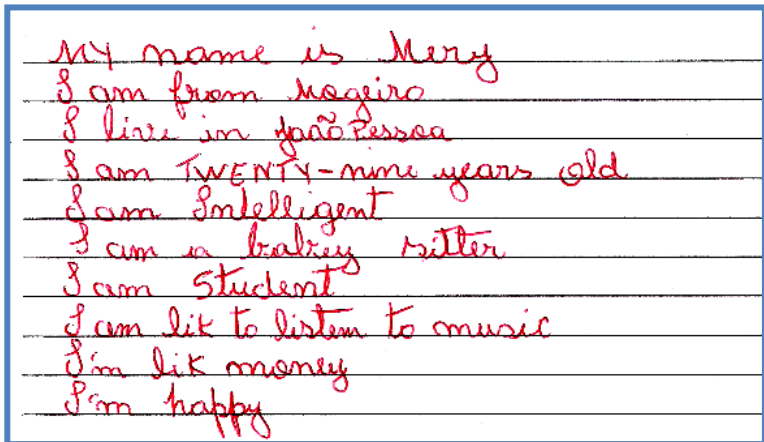 MY name is Mery
I am from Mogeiro
I live in João Pessoa
I am TWENTY-nine years old
I am Intelligent
I am a babey sitter
I am Student
I am lik to listem to music
I'm lik money
I'm happy